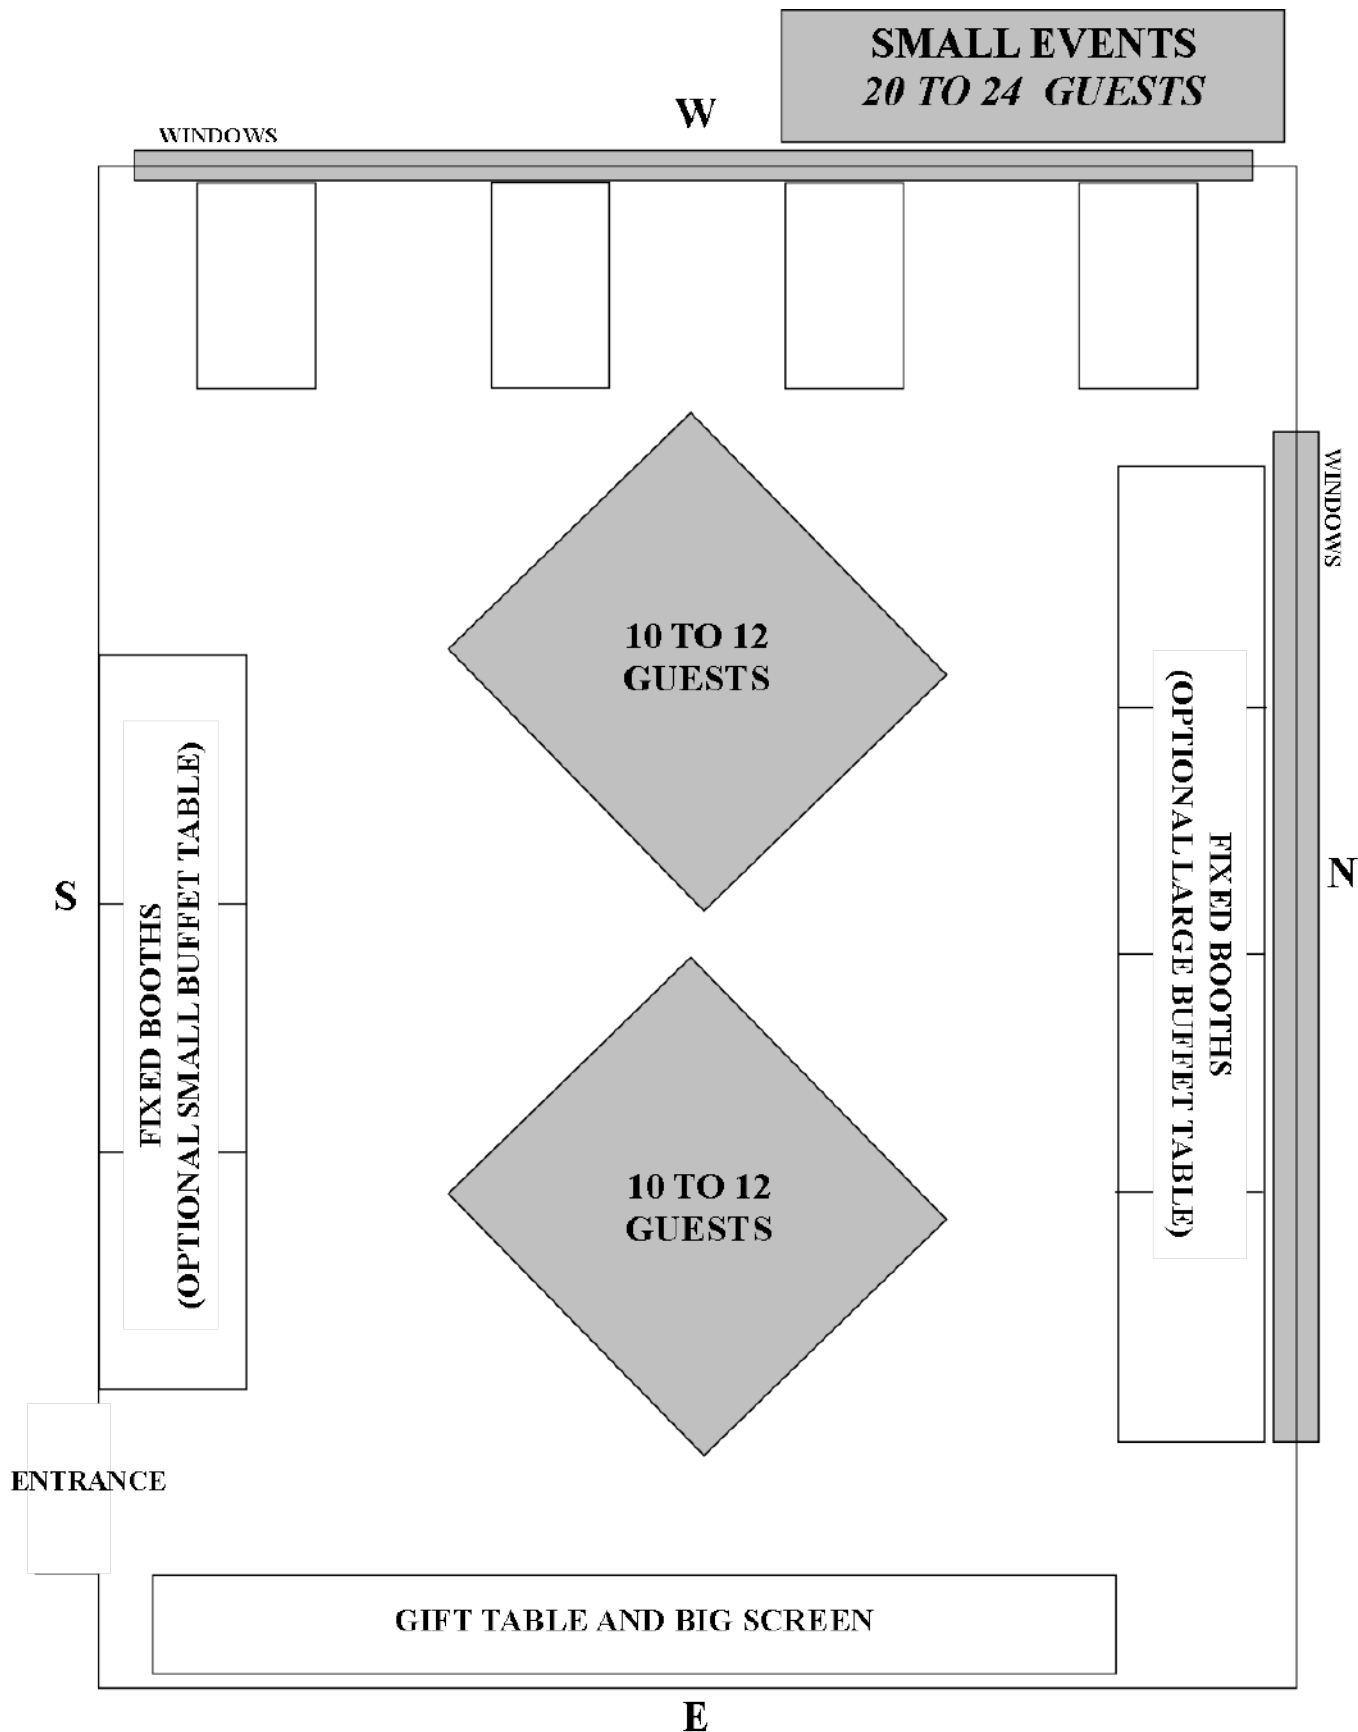 SMALL EVENTS
20 TO 24 GUESTS
W
WINDOWS
WINDOWS
10 TO 12
GUESTS
S
FIXED BOOTHS
(OPTIONAL SMALL BUFFET TABLE)
FIXED BOOTHS
(OPTIONAL LARGE BUFFET TABLE)
N
10 TO 12
GUESTS
ENTRANCE
GIFT TABLE AND BIG SCREEN
E